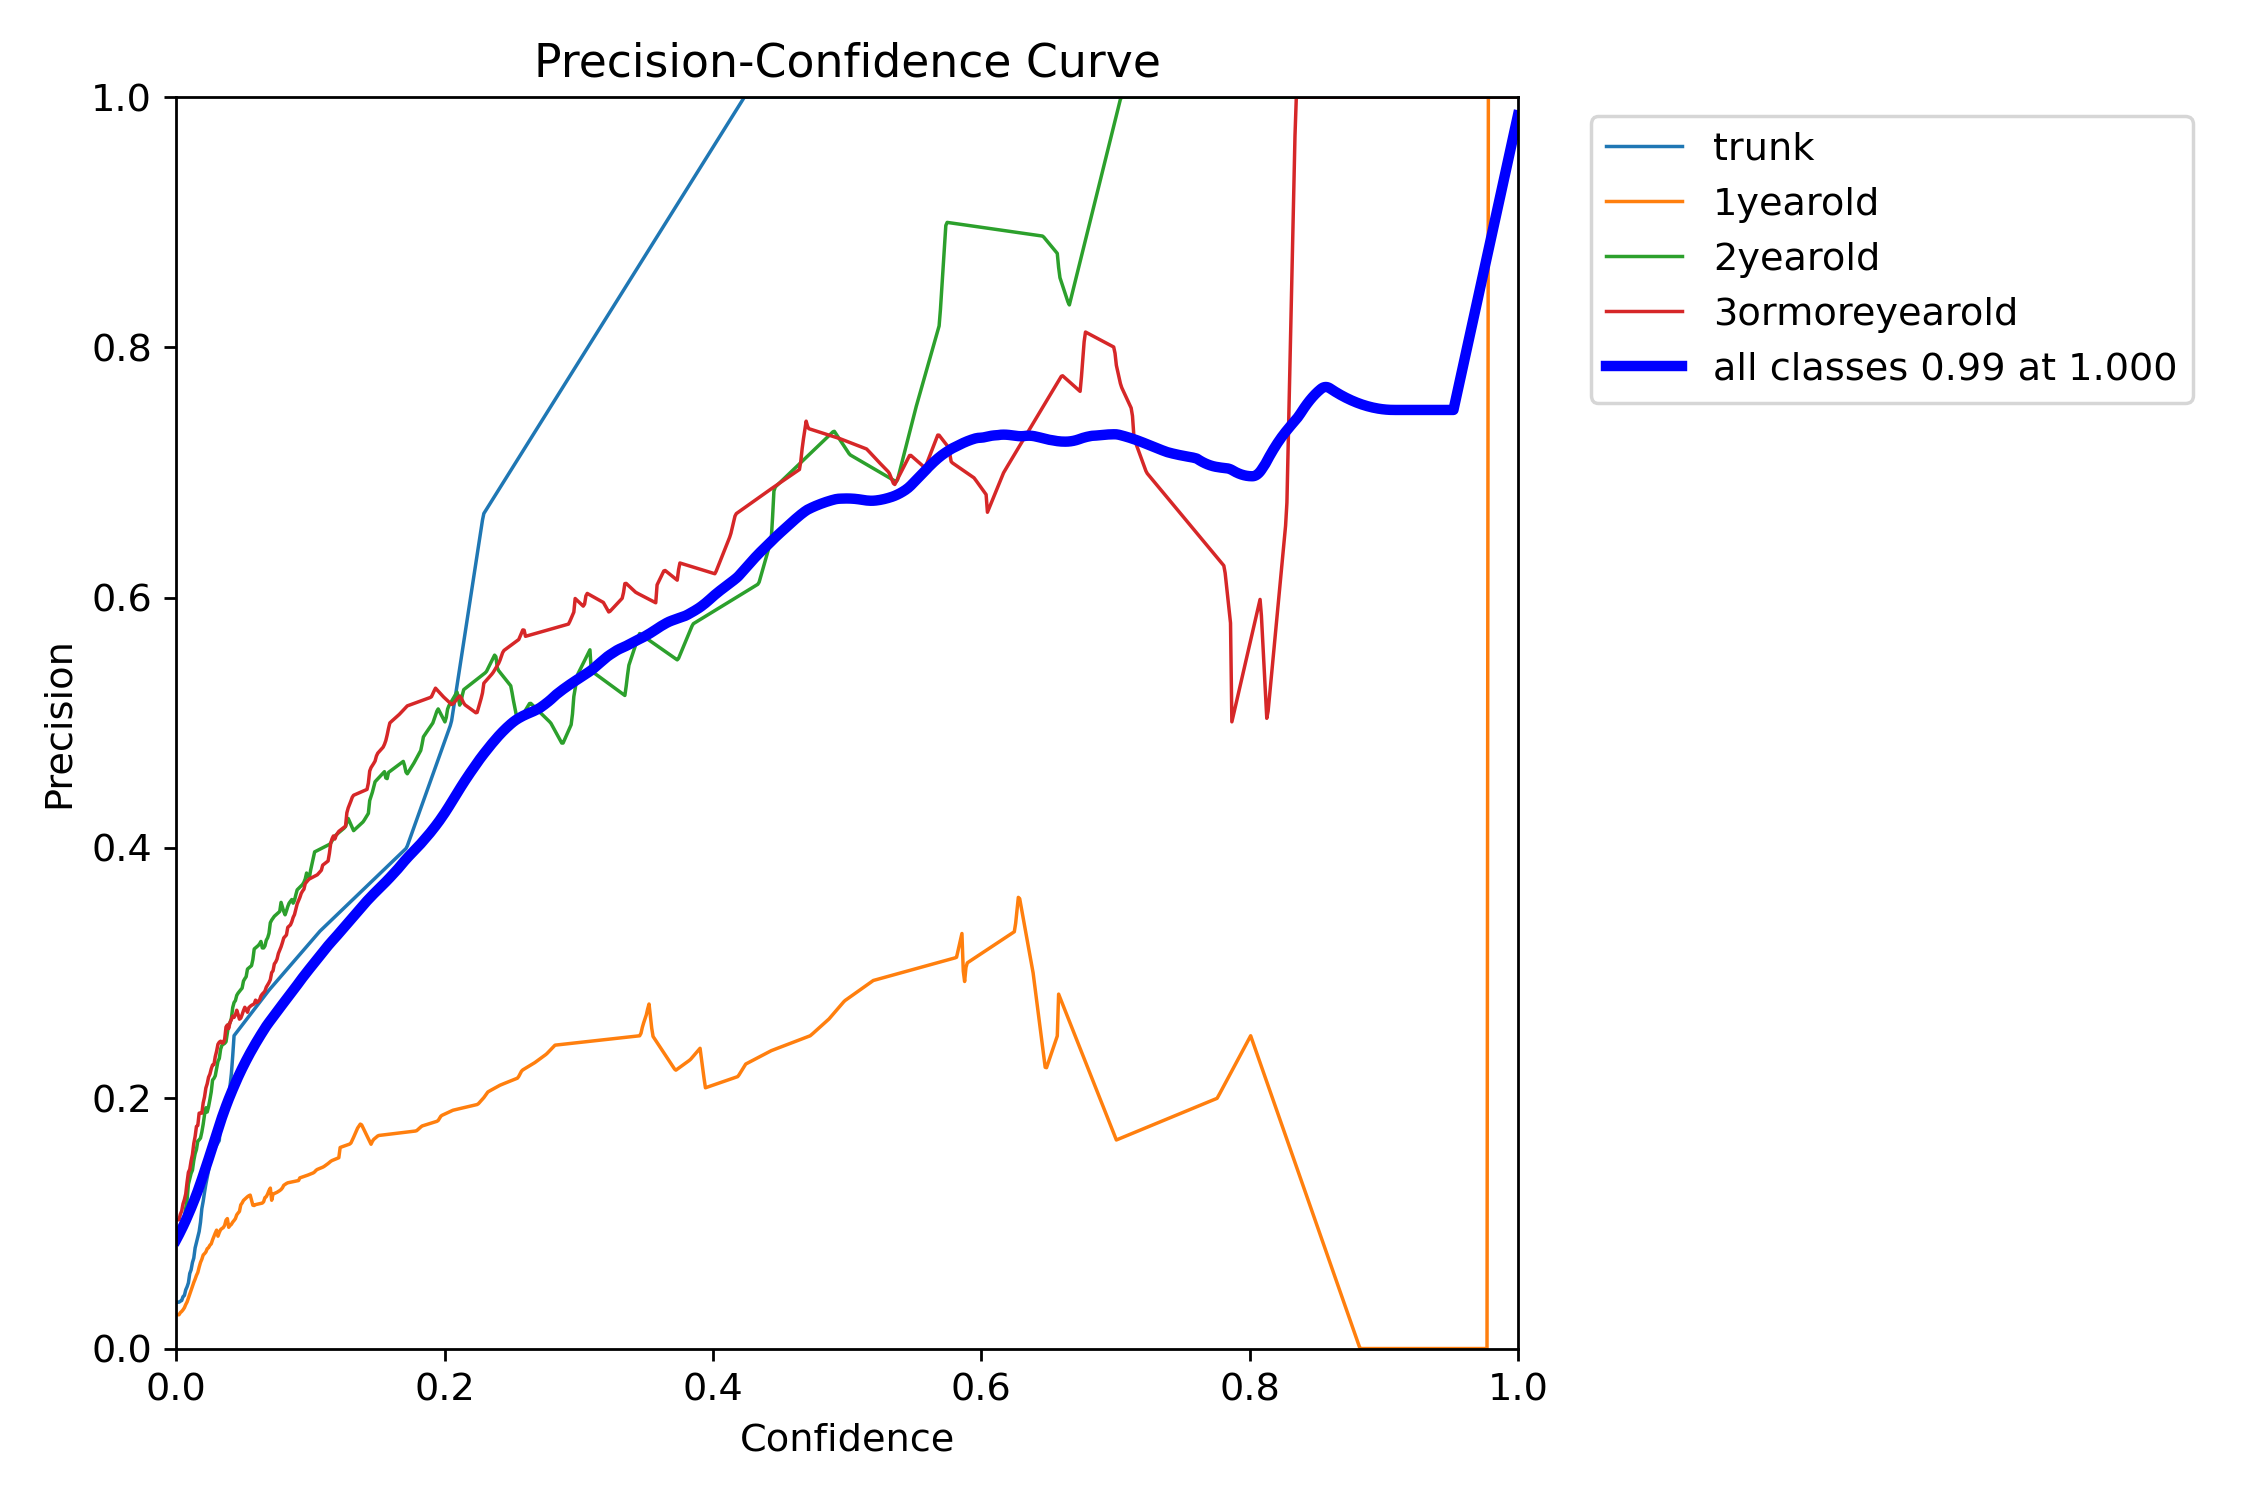 Precision-Confidence Curve
1.0
0.8
0.6
0.4
0.2
0.0
Precision
0.0 0.2 0.4 0.6 0.8 1.0
Confidence
trunk
1yearold
2yearold
3ormoreyearold
all classes 0.99 at 1.000